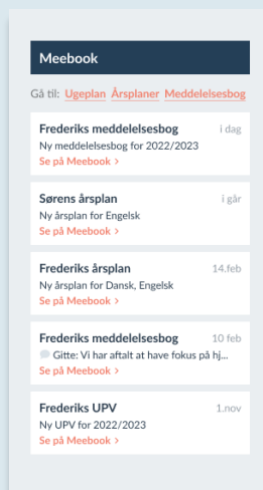 Meebook
Gå til: Ugeplan Årsplaner Meddelelsesbog
Frederiks meddelelsesbog i dag
Ny meddelelsesbog for 2022/2023
Se på Meebook >
Sørens årsplan i går
Ny årsplan for Engelsk
Se på Meebook >
Frederiks årsplan 14.feb
Ny årsplan for Dansk, Engelsk
Se på Meebook >
Frederiks meddelelsesbog 10 feb
Gitte: Vi har aftalt at have fokus på hj...
Se på Meebook >
Frederiks UPV 1.nov
Ny UPV for 2022/2023
Se på Meebook >